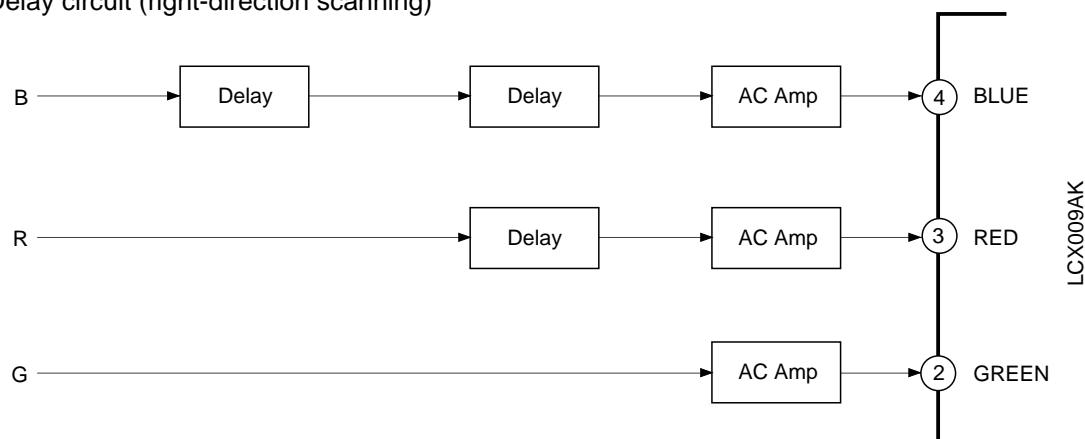 Delay circuit (right-direction scanning)
B Delay Delay AC Amp 4 BLUE
R Delay AC Amp 3 RED
G AC Amp 2 GREEN
LCX009AK